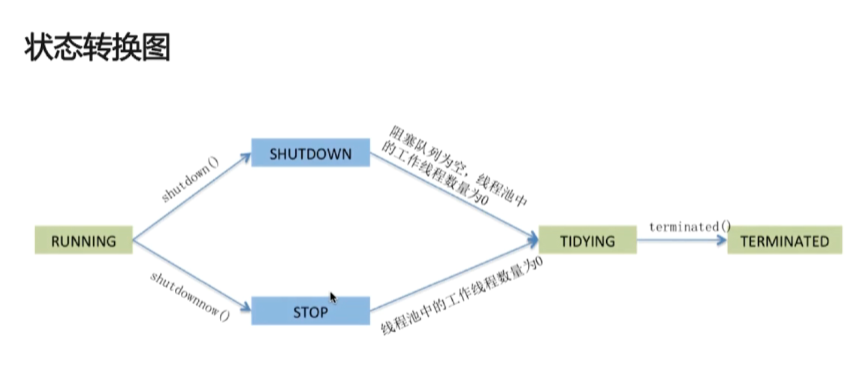 状态转换图
shutdown()
SHUTDOWN
阻塞队列为空，线程池中
的工作线程数量为0
RUNNING
TIDYING
terminated()
TERMINATED
shutdownnow()
STOP
线程池中的工作线程数量为0